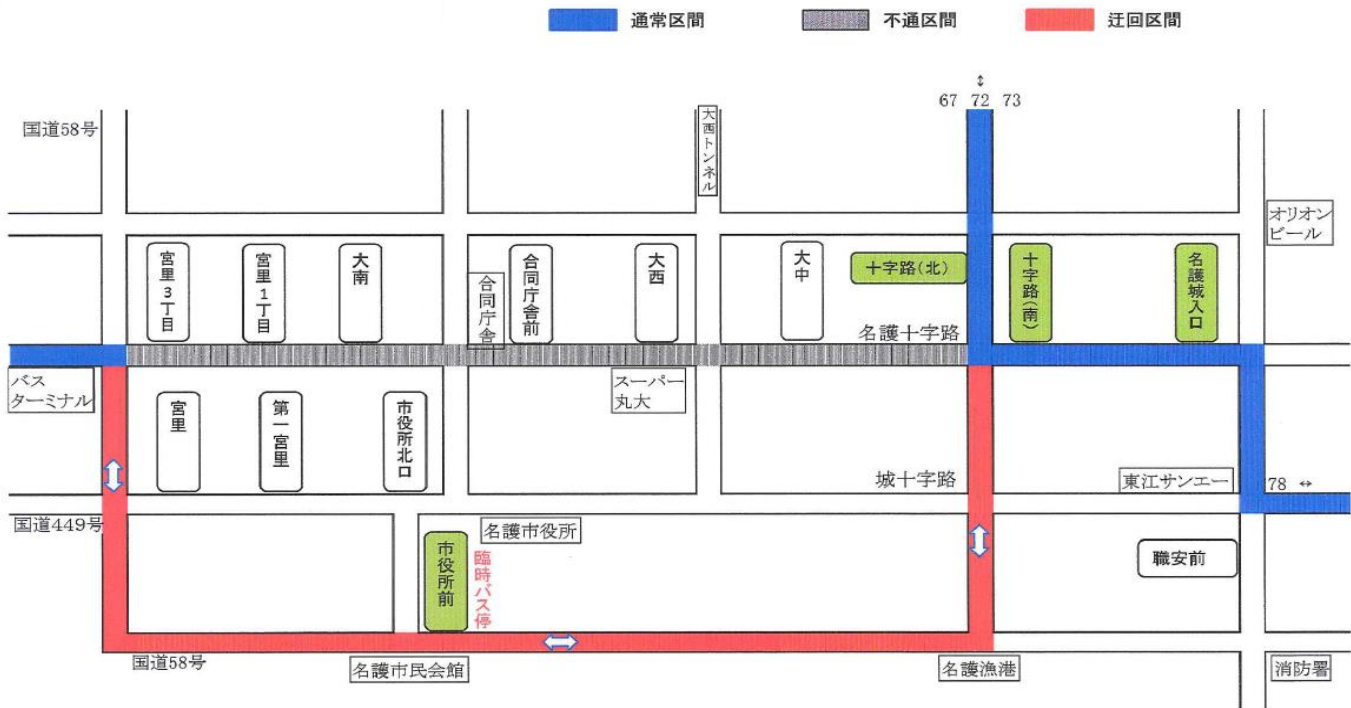 通常区間
不通区間
迂回区間
↕
67 72 73
国道58号
大西トンネル
オリオン
ビール
宮里3丁目
宮里1丁目
大南
合同庁舎
合同庁舎前
大西
大中
十字路(北)
十字路(南)
名護城入口
名護十字路
バス
ターミナル
スーパー
丸大
宮里
第一宮里
市役所北口
城十字路
東江サンエー
78 ↔
国道449号
市役所前
臨時バス停
名護市役所
職安前
国道58号
名護市民会館
名護漁港
消防署